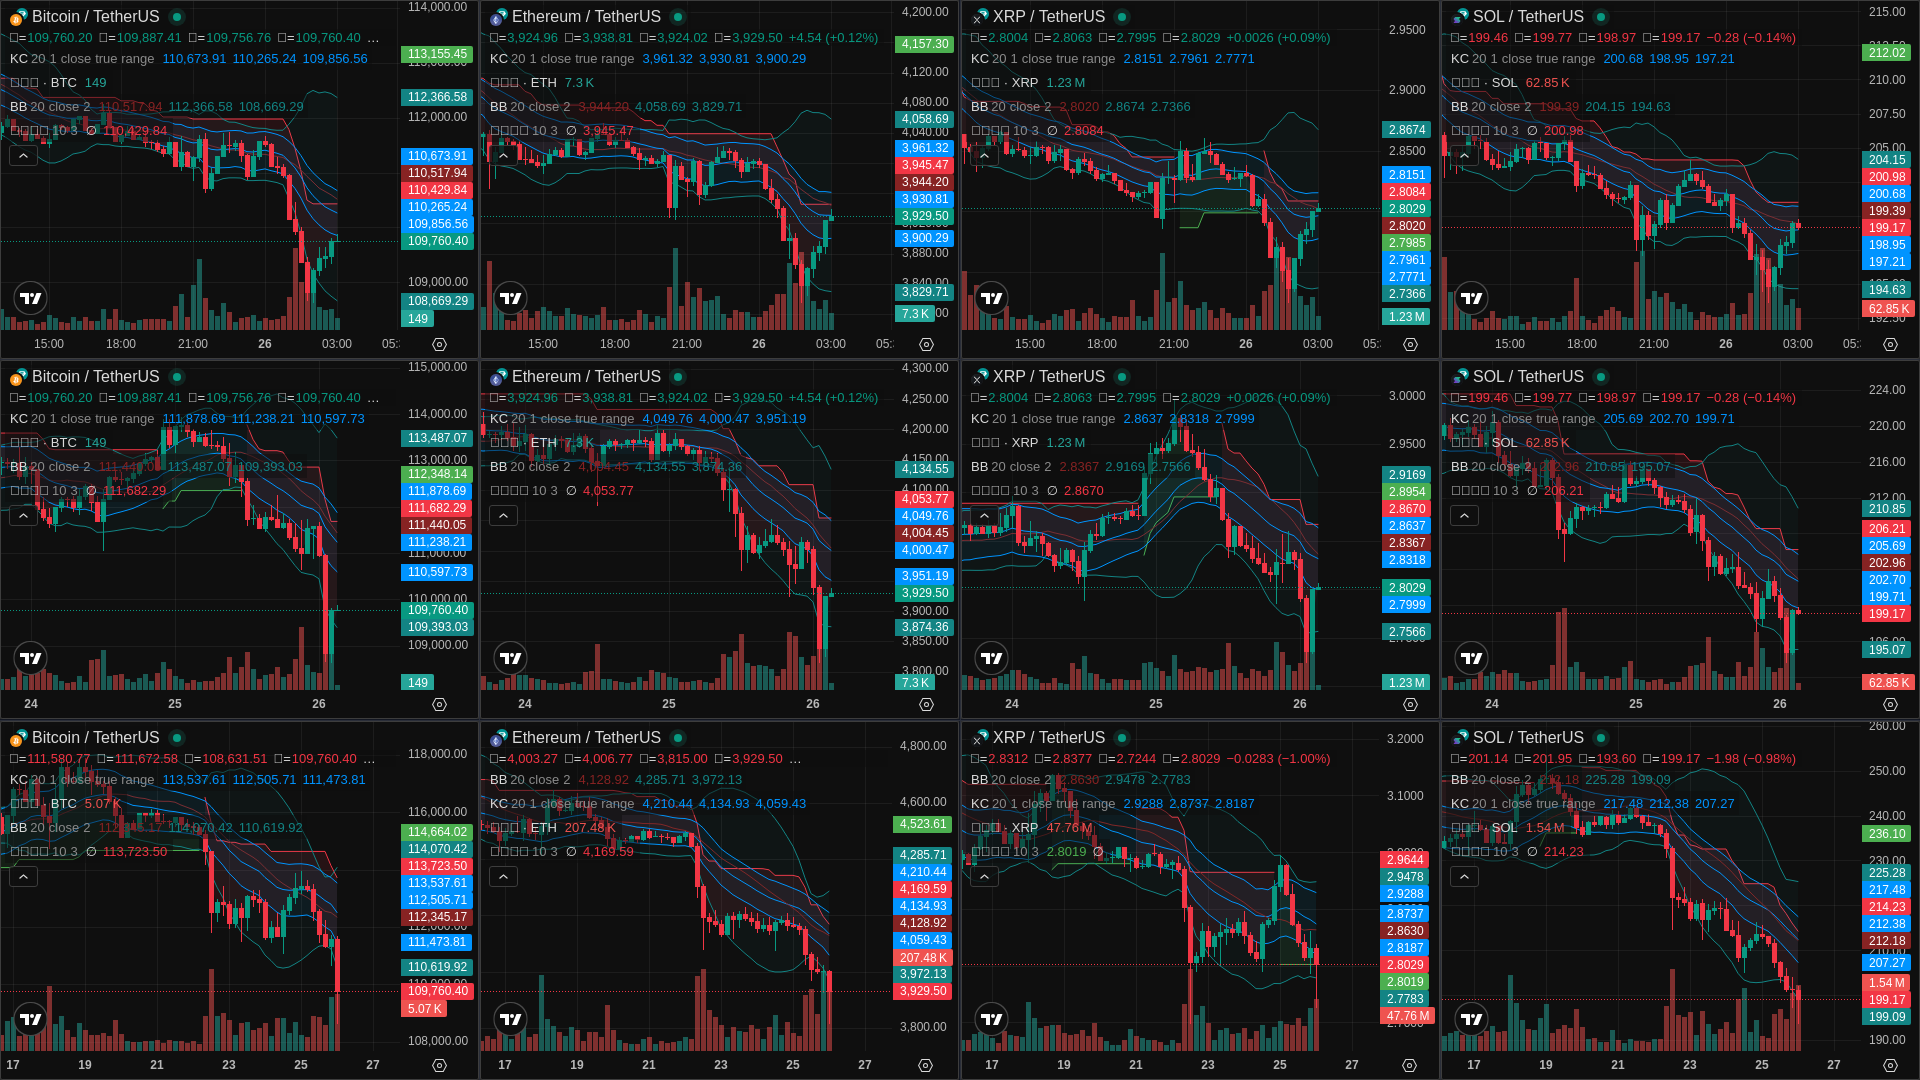 Bitcoin / TetherUS
=109,760.20 =109,887.41 =109,756.76 =109,760.40 ...
KC 20 1 close true range 110,673.91 110,265.24 109,856.56
· BTC 149
BB 20 close 2 110,517.94 112,366.58 108,669.29
10 3 ∅ 110,429.84
114,000.00
113,155.45
112,366.58
112,000.00
110,673.91
110,517.94
110,429.84
110,265.24
109,856.56
109,760.40
109,000.00
108,669.29
149
15:00 18:00 21:00 26 03:00
Ethereum / TetherUS
=3,924.96 =3,938.81 =3,924.02 =3,929.50 +4.54 (+0.12%)
KC 20 1 close true range 3,961.32 3,930.81 3,900.29
· ETH 7.3 K
BB 20 close 2 3,944.20 4,058.69 3,829.71
10 3 ∅ 3,945.47
4,200.00
4,157.30
4,120.00
4,080.00
4,058.69
4,040.00
3,961.32
3,945.47
3,944.20
3,930.81
3,929.50
3,900.29
3,880.00
3,829.71
7.3 K
15:00 18:00 21:00 26 03:00
XRP / TetherUS
=2.8004 =2.8063 =2.7995 =2.8029 +0.0026 (+0.09%)
KC 20 1 close true range 2.8151 2.7961 2.7771
· XRP 1.23 M
BB 20 close 2 2.8020 2.8674 2.7366
10 3 ∅ 2.8084
2.9500
2.9000
2.8674
2.8500
2.8151
2.8084
2.8029
2.8020
2.7985
2.7961
2.7771
2.7366
1.23 M
15:00 18:00 21:00 26 03:00
SOL / TetherUS
=199.46 =199.77 =198.97 =199.17 −0.28 (−0.14%)
KC 20 1 close true range 200.68 198.95 197.21
· SOL 62.85 K
BB 20 close 2 199.39 204.15 194.63
10 3 ∅ 200.98
215.00
212.02
210.00
207.50
205.00
204.15
200.98
200.68
199.39
199.17
198.95
197.21
194.63
62.85 K
15:00 18:00 21:00 26 03:00
Bitcoin / TetherUS
=109,760.20 =109,887.41 =109,756.76 =109,760.40 ...
KC 20 1 close true range 111,878.69 111,238.21 110,597.73
· BTC 149
BB 20 close 2 111,440.05 113,487.07 109,393.03
10 3 ∅ 111,682.29
115,000.00
114,000.00
113,487.07
113,000.00
112,348.14
111,878.69
111,682.29
111,440.05
111,238.21
111,000.00
110,597.73
110,000.00
109,760.40
109,393.03
109,000.00
149
24 25 26
Ethereum / TetherUS
=3,924.96 =3,938.81 =3,924.02 =3,929.50 +4.54 (+0.12%)
KC 20 1 close true range 4,049.76 4,000.47 3,951.19
· ETH 7.3 K
BB 20 close 2 4,004.45 4,134.55 3,874.36
10 3 ∅ 4,053.77
4,300.00
4,250.00
4,200.00
4,150.00
4,134.55
4,100.00
4,053.77
4,049.76
4,004.45
4,000.47
3,951.19
3,929.50
3,900.00
3,874.36
3,850.00
3,800.00
7.3 K
24 25 26
XRP / TetherUS
=2.8004 =2.8063 =2.7995 =2.8029 +0.0026 (+0.09%)
KC 20 1 close true range 2.8637 2.8318 2.7999
· XRP 1.23 M
BB 20 close 2 2.8367 2.9169 2.7566
10 3 ∅ 2.8670
3.0000
2.9500
2.9169
2.8954
2.8670
2.8637
2.8367
2.8318
2.8029
2.7999
2.7566
1.23 M
24 25 26
SOL / TetherUS
=199.46 =199.77 =198.97 =199.17 −0.28 (−0.14%)
KC 20 1 close true range 205.69 202.70 199.71
· SOL 62.85 K
BB 20 close 2 202.96 210.85 195.07
10 3 ∅ 206.21
224.00
220.00
216.00
212.00
210.85
206.21
205.69
202.96
202.70
199.71
199.17
195.07
62.85 K
24 25 26
Bitcoin / TetherUS
=111,580.77 =111,672.58 =108,631.51 =109,760.40 ...
KC 20 1 close true range 113,537.61 112,505.71 111,473.81
· BTC 5.07 K
BB 20 close 2 112,345.17 114,070.42 110,619.92
10 3 ∅ 113,723.50
118,000.00
116,000.00
114,664.02
114,070.42
113,723.50
113,537.61
112,505.71
112,345.17
112,000.00
111,473.81
110,619.92
110,000.00
109,760.40
5.07 K
108,000.00
17 19 21 23 25 27
Ethereum / TetherUS
=4,003.27 =4,006.77 =3,815.00 =3,929.50 ...
BB 20 close 2 4,128.92 4,285.71 3,972.13
KC 20 1 close true range 4,210.44 4,134.93 4,059.43
· ETH 207.48 K
10 3 ∅ 4,169.59
4,800.00
4,600.00
4,523.61
4,285.71
4,210.44
4,169.59
4,134.93
4,128.92
4,059.43
207.48 K
3,972.13
3,929.50
3,800.00
17 19 21 23 25 27
XRP / TetherUS
=2.8312 =2.8377 =2.7244 =2.8029 −0.0283 (−1.00%)
BB 20 close 2 2.8630 2.9478 2.7783
KC 20 1 close true range 2.9288 2.8737 2.8187
· XRP 47.76 M
10 3 2.8019 ∅
3.2000
3.1000
2.9644
2.9478
2.9288
2.8737
2.8630
2.8187
2.8029
2.8019
2.7783
47.76 M
17 19 21 23 25 27
SOL / TetherUS
=201.14 =201.95 =193.60 =199.17 −1.98 (−0.98%)
BB 20 close 2 212.18 225.28 199.09
KC 20 1 close true range 217.48 212.38 207.27
· SOL 1.54 M
10 3 ∅ 214.23
260.00
250.00
240.00
236.10
230.00
225.28
217.48
214.23
212.38
212.18
207.27
1.54 M
199.17
199.09
190.00
17 19 21 23 25 27